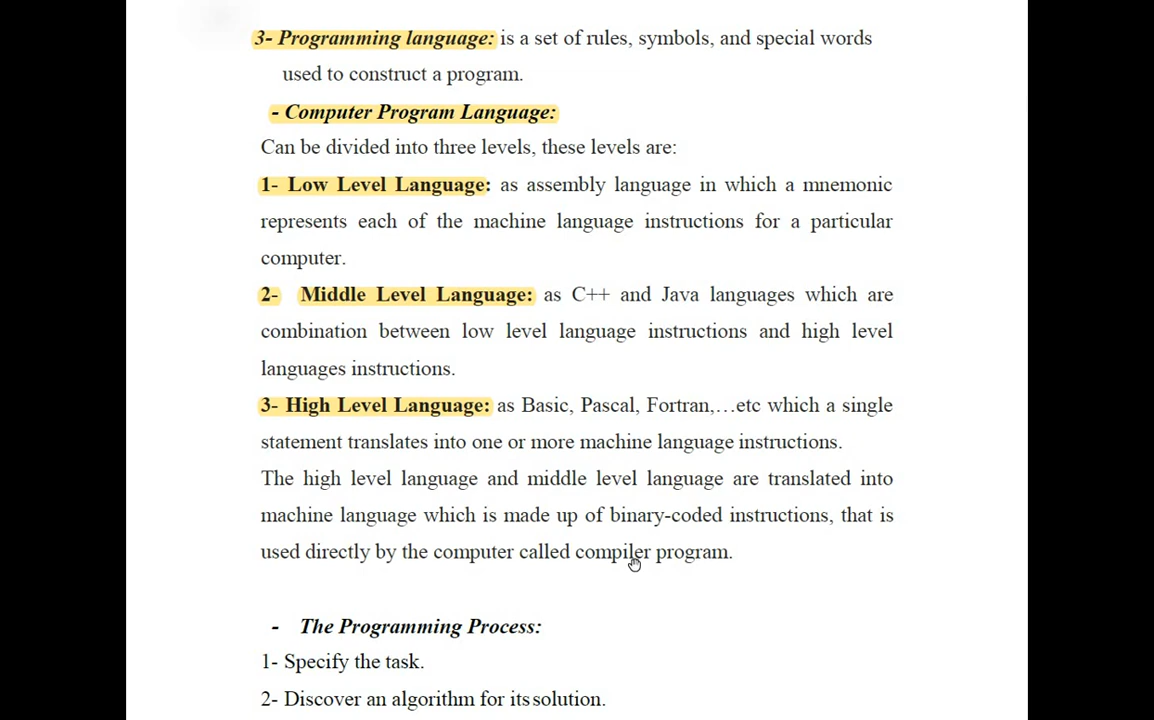 3- Programming language: is a set of rules, symbols, and special words
used to construct a program.
- Computer Program Language:
Can be divided into three levels, these levels are:
1- Low Level Language: as assembly language in which a mnemonic
represents each of the machine language instructions for a particular
computer.
2- Middle Level Language: as C++ and Java languages which are
combination between low level language instructions and high level
languages instructions.
3- High Level Language: as Basic, Pascal, Fortran,...etc which a single
statement translates into one or more machine language instructions.
The high level language and middle level language are translated into
machine language which is made up of binary-coded instructions, that is
used directly by the computer called compiler program.
- The Programming Process:
1- Specify the task.
2- Discover an algorithm for its solution.